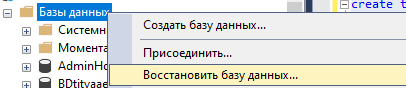 Базы данных
Создать базу данных...
create t
Системн
Присоединить...
Момента
AdminHo
Восстановить базу данных...